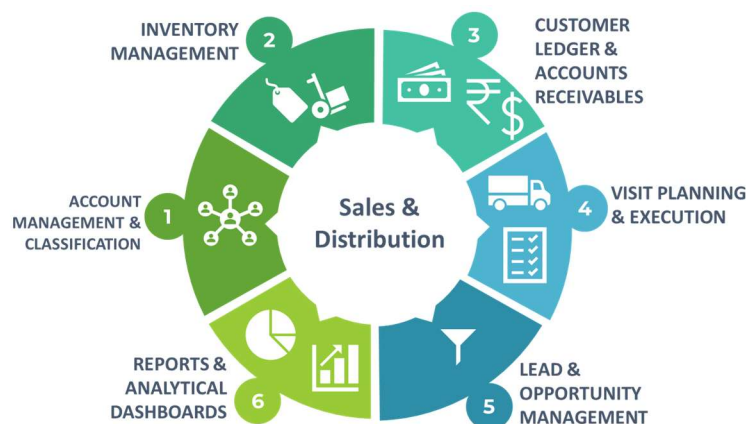 INVENTORY
MANAGEMENT
2
3
CUSTOMER
LEDGER &
ACCOUNTS
RECEIVABLES
₹
$
ACCOUNT
MANAGEMENT &
CLASSIFICATION
1
Sales &
Distribution
4
VISIT PLANNING
& EXECUTION
REPORTS &
ANALYTICAL
DASHBOARDS
6
5
LEAD &
OPPORTUNITY
MANAGEMENT